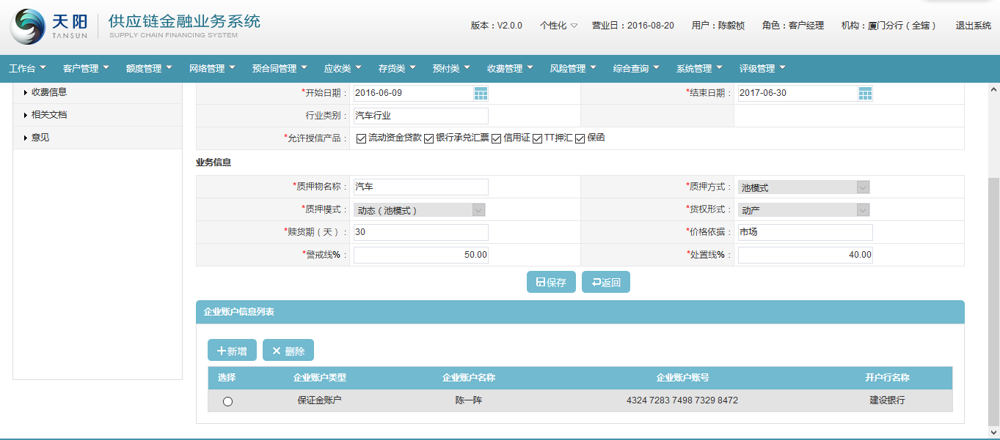 天阳 TANSUN 供应链金融业务系统
SUPPLY CHAIN FINANCING SYSTEM
版本：V2.0.0 个性化 营业日：2016-08-20 用户：陈毅桢 角色：客户经理 机构：厦门分行（全辖） 退出系统
工作台 客户管理 额度管理 网络管理 预合同管理 应收类 存货类 预付类 收费管理 风险管理 综合查询 系统管理 评级管理
收费信息
相关文档
意见
*开始日期： 2016-06-09 *结束日期： 2017-06-30
行业类别： 汽车行业
*允许授信产品： 流动资金贷款 银行承兑汇票 信用证 TT押汇 保函
业务信息
*质押物名称： 汽车 *质押方式： 池模式
*质押模式： 动态（池模式） *货权形式： 动产
*赎货期（天）： 30 *价格依据： 市场
*警戒线%： 50.00 *处置线%： 40.00
保存 返回
企业账户信息列表
新增 删除
选择 企业账户类型 企业账户名称 企业账户账号 开户行名称
保证金账户 陈一阵 4324 7283 7498 7329 8472 建设银行